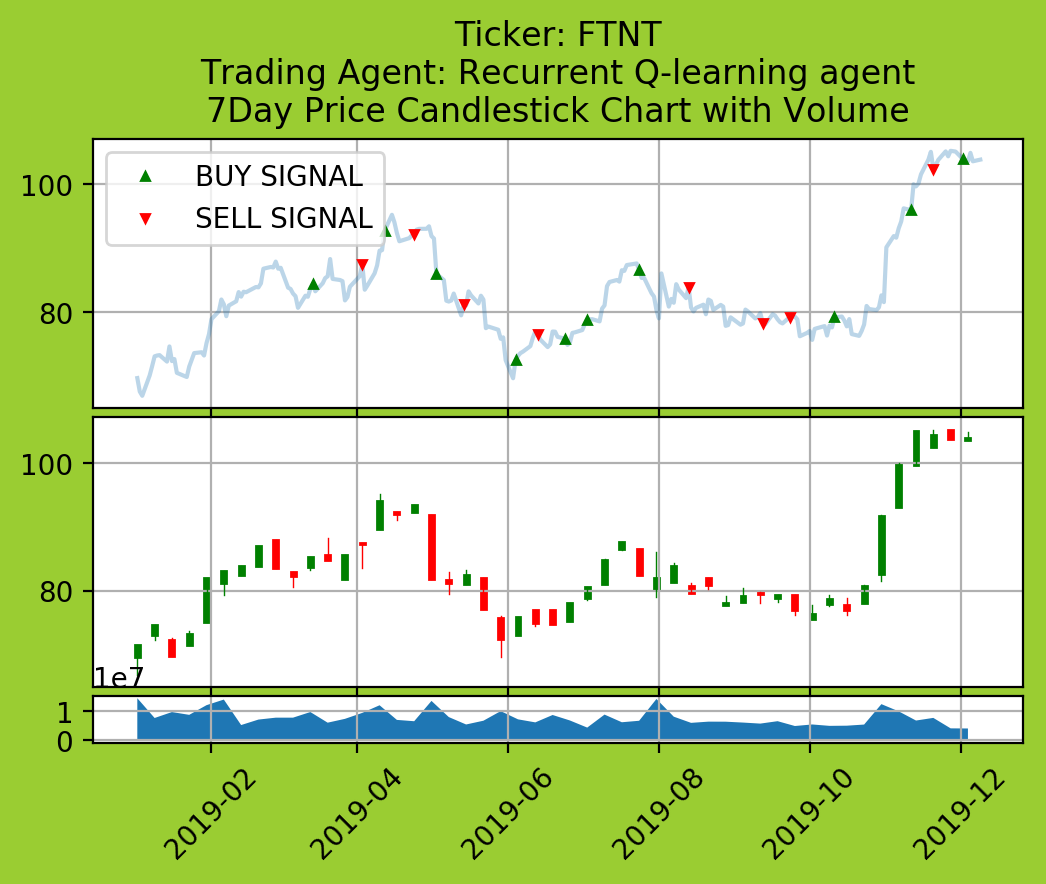 Ticker: FTNT
Trading Agent: Recurrent Q-learning agent
7Day Price Candlestick Chart with Volume
BUY SIGNAL
SELL SIGNAL
100
80
100
80
1e7
1
0
2019-02
2019-04
2019-06
2019-08
2019-10
2019-12